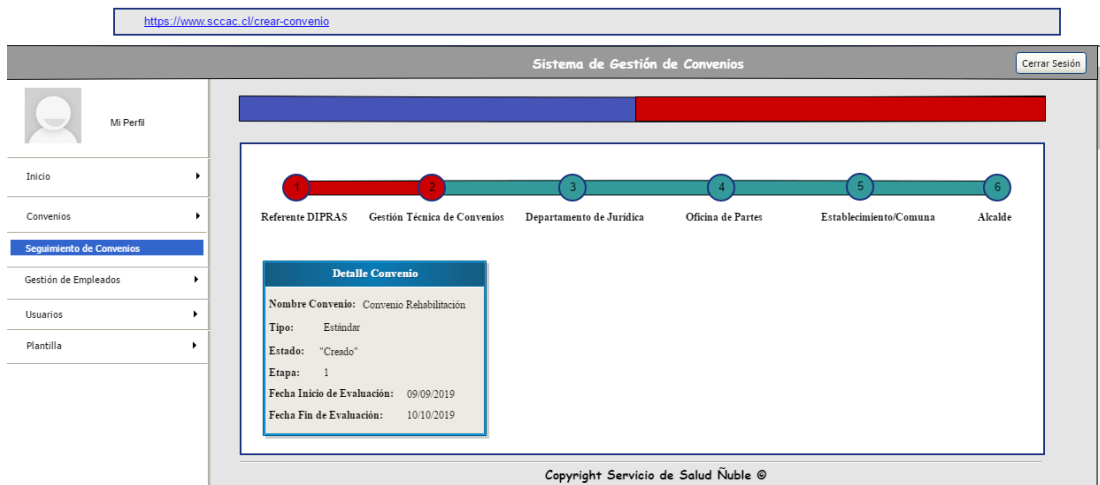 https://www.sccac.cl/crear-convenio
Sistema de Gestión de Convenios
Cerrar Sesión
Mi Perfil
Inicio
Convenios
Seguimiento de Convenios
Gestión de Empleados
Usuarios
Plantilla
1 2 3 4 5 6
Referente DIPRAS Gestión Técnica de Convenios Departamento de Jurídica Oficina de Partes Establecimiento/Comuna Alcalde
Detalle Convenio
Nombre Convenio: Convenio Rehabilitación
Tipo: Estándar
Estado: "Creado"
Etapa: 1
Fecha Inicio de Evaluación: 09/09/2019
Fecha Fin de Evaluación: 10/10/2019
Copyright Servicio de Salud Ñuble ©